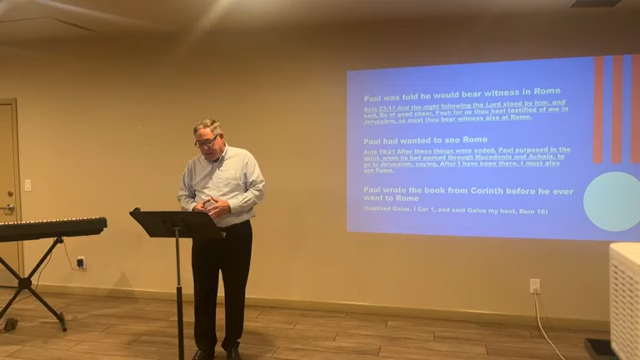 Paul was told he would bear witness in Rome
Acts 23:11 And the night following the Lord stood by him, and
said, Be of good cheer, Paul: for as thou hast testified of me in
Jerusalem, so must thou bear witness also at Rome.
Paul had wanted to see Rome
Acts 19:21 After these things were ended, Paul purposed in the
spirit, when he had passed through Macedonia and Achaia, to
go to Jerusalem, saying, After I have been there, I must also
see Rome.
Paul wrote the book from Corinth before he ever
went to Rome
(baptized Gaius, I Cor 1, and said Gaius my host, Rom 16)